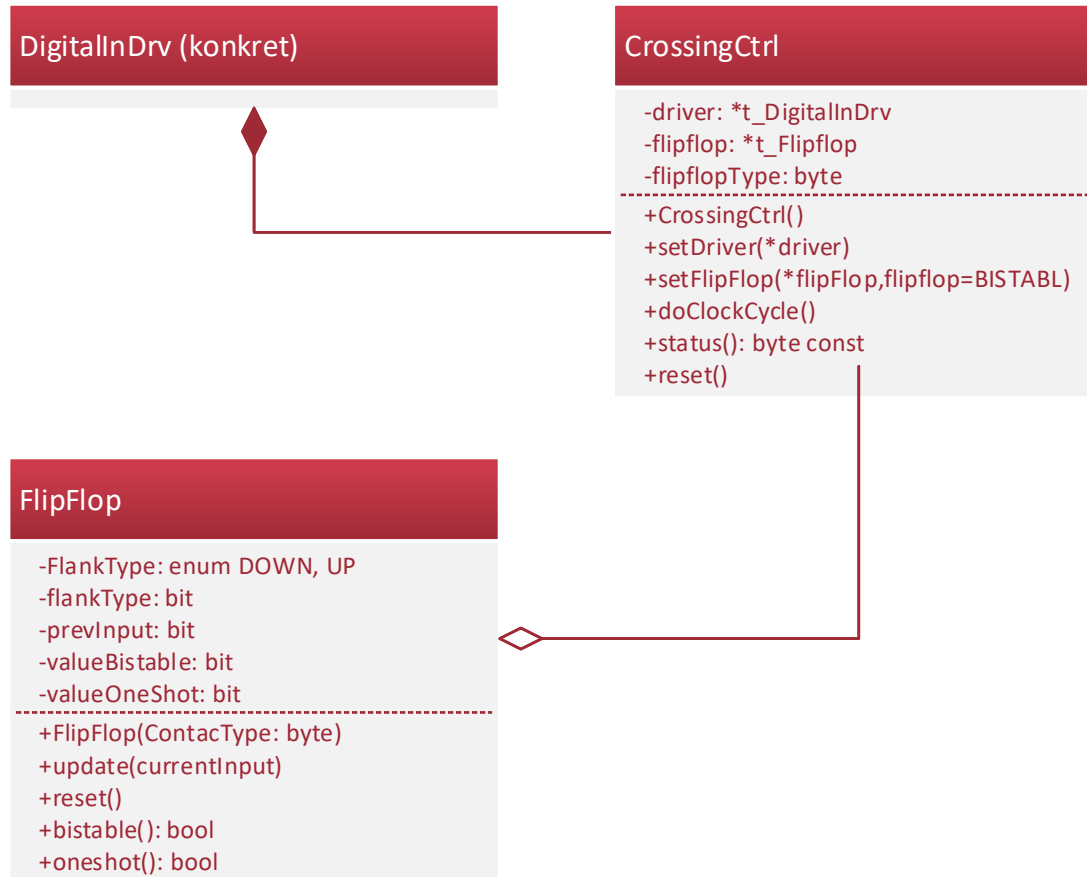 DigitalInDrv (konkret)
CrossingCtrl
-driver: *t_DigitalInDrv
-flipflop: *t_Flipflop
-flipflopType: byte
+CrossingCtrl()
+setDriver(*driver)
+setFlipFlop(*flipFlop,flipflop=BISTABL)
+doClockCycle()
+status(): byte const
+reset()
FlipFlop
-FlankType: enum DOWN, UP
-flankType: bit
-prevInput: bit
-valueBistable: bit
-valueOneShot: bit
+FlipFlop(ContacType: byte)
+update(currentInput)
+reset()
+bistable(): bool
+oneshot(): bool